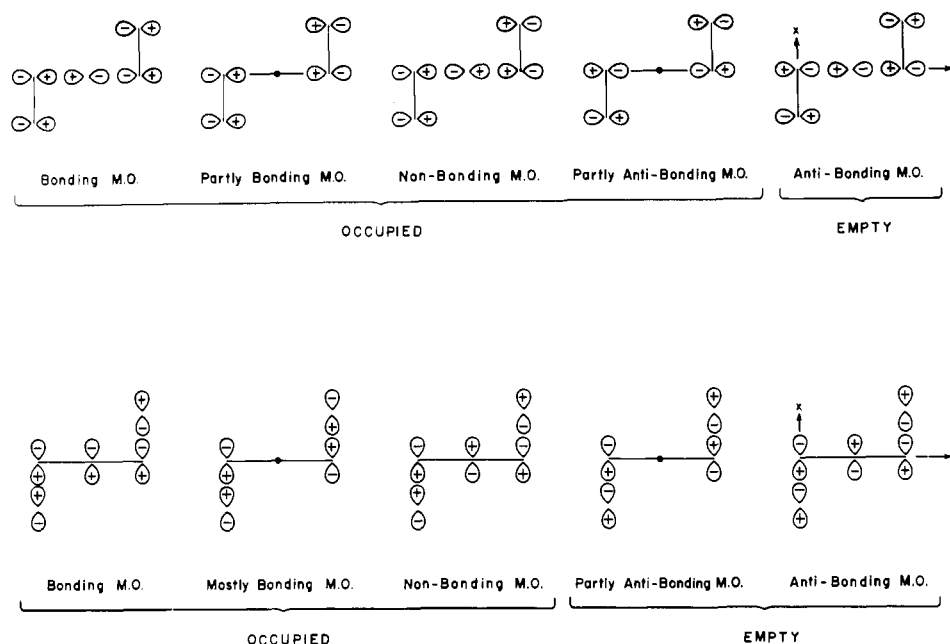 x
Bonding M.O. Partly Bonding M.O. Non-Bonding M.O. Partly Anti-Bonding M.O. Anti-Bonding M.O.
OCCUPIED EMPTY
x
Bonding M.O. Mostly Bonding M.O. Non-Bonding M.O. Partly Anti-Bonding M.O. Anti-Bonding M.O.
OCCUPIED EMPTY